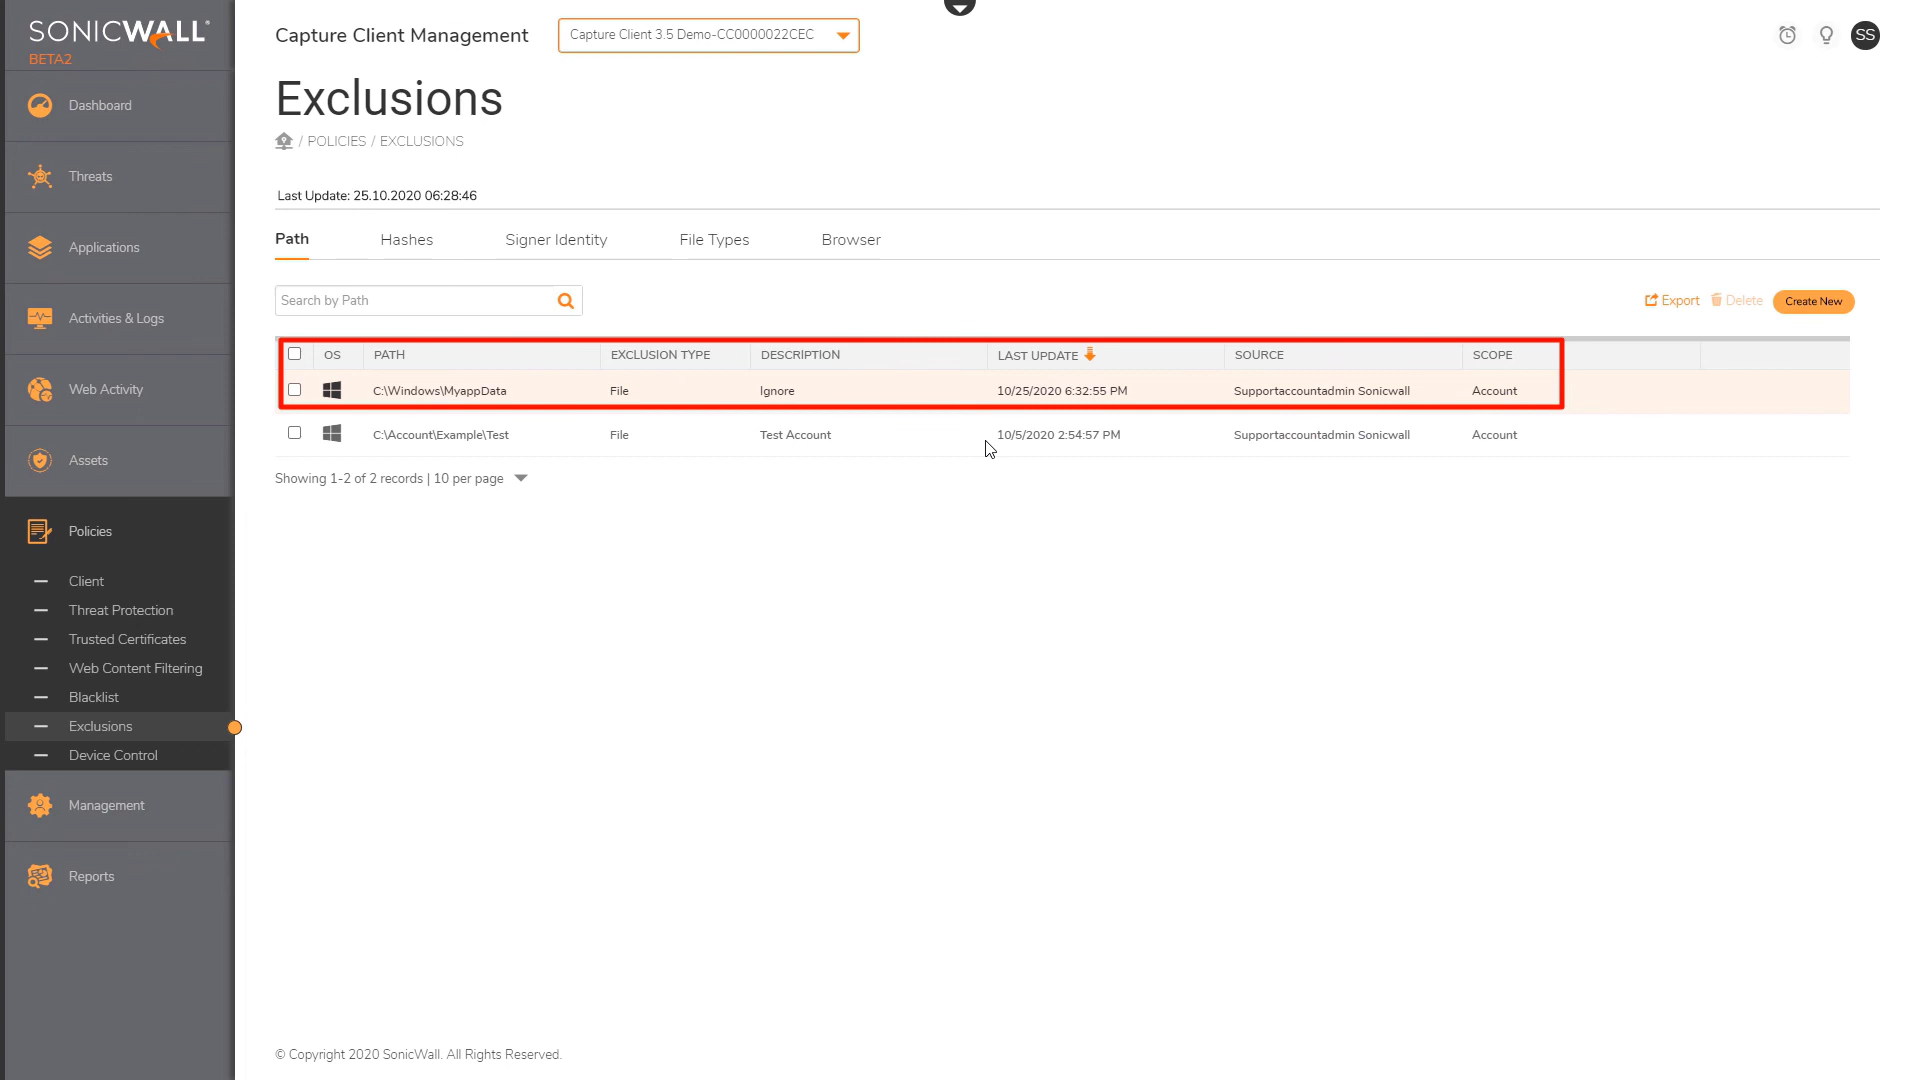 SONICWALL
BETA2
Capture Client Management
Capture Client 3.5 Demo-CC0000022CEC
SS
Dashboard
Threats
Applications
Activities & Logs
Web Activity
Assets
Policies
Client
Threat Protection
Trusted Certificates
Web Content Filtering
Blacklist
Exclusions
Device Control
Management
Reports
Exclusions
/ POLICIES / EXCLUSIONS
Last Update: 25.10.2020 06:28:46
Path Hashes Signer Identity File Types Browser
Search by Path
Export Delete Create New
OS PATH EXCLUSION TYPE DESCRIPTION LAST UPDATE SOURCE SCOPE
C:\Windows\MyappData File Ignore 10/25/2020 6:32:55 PM Supportaccountadmin Sonicwall Account
C:\Account\Example\Test File Test Account 10/5/2020 2:54:57 PM Supportaccountadmin Sonicwall Account
Showing 1-2 of 2 records | 10 per page
© Copyright 2020 SonicWall. All Rights Reserved.